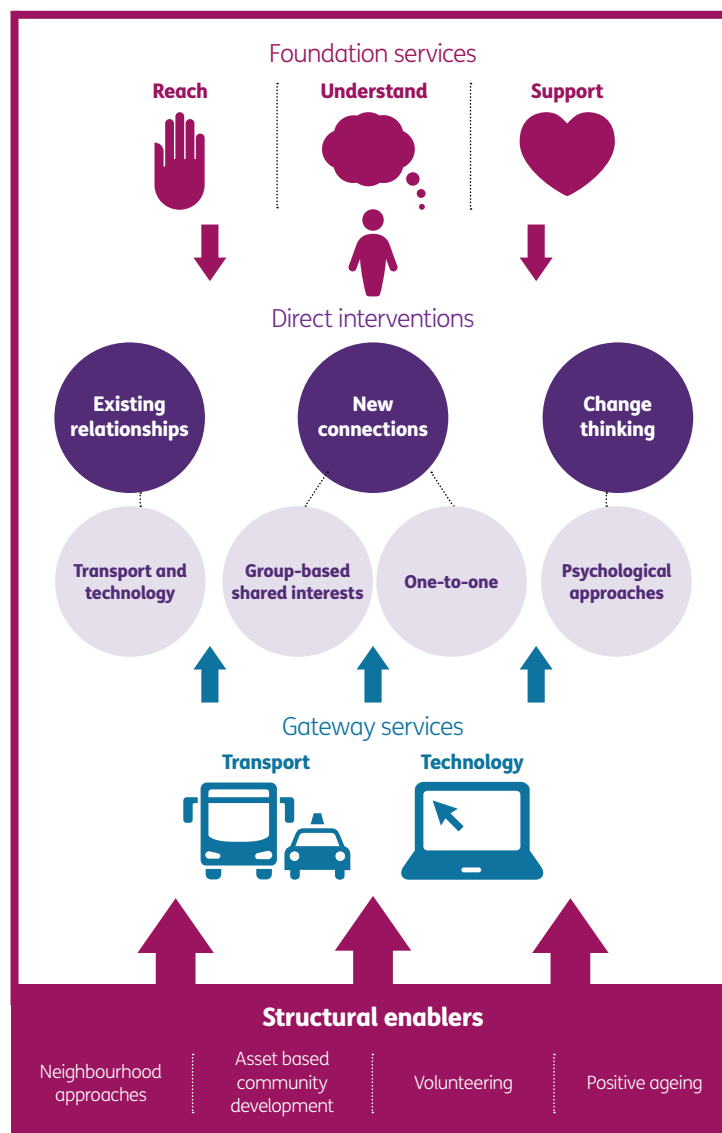 Foundation services
Reach
Understand
Support
Direct interventions
Existing
relationships
New
connections
Change
thinking
Transport and
technology
Group-based
shared interests
One-to-one
Psychological
approaches
Gateway services
Transport
Technology
Structural enablers
Neighbourhood
approaches
Asset based
community
development
Volunteering
Positive ageing